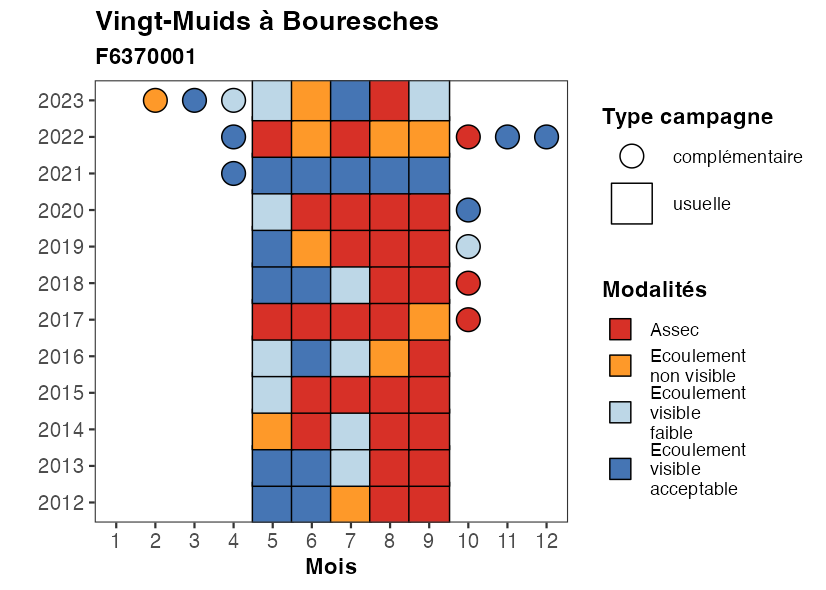 Vingt-Muids à Bouresches
F6370001
2023
2022
2021
2020
2019
2018
2017
2016
2015
2014
2013
2012
1 2 3 4 5 6 7 8 9 10 11 12
Mois
Type campagne
complémentaire
usuelle
Modalités
Assec
Ecoulement
non visible
Ecoulement
visible
faible
Ecoulement
visible
acceptable